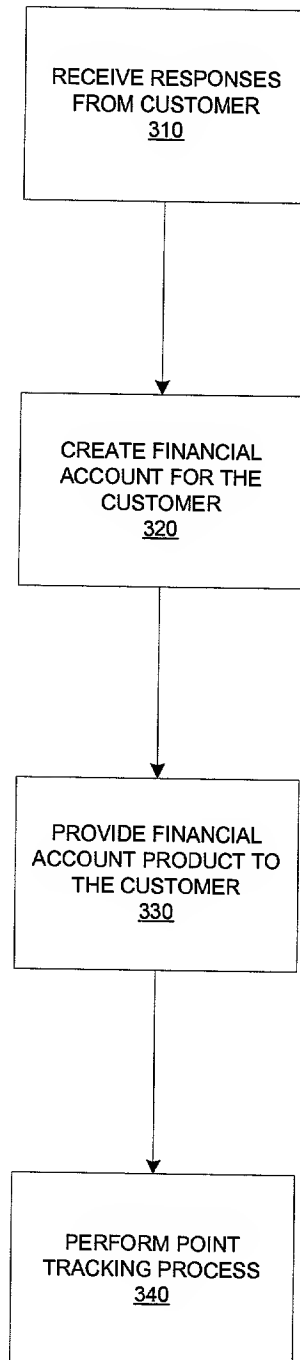 RECEIVE RESPONSES
FROM CUSTOMER
310
CREATE FINANCIAL
ACCOUNT FOR THE
CUSTOMER
320
PROVIDE FINANCIAL
ACCOUNT PRODUCT TO
THE CUSTOMER
330
PERFORM POINT
TRACKING PROCESS
340